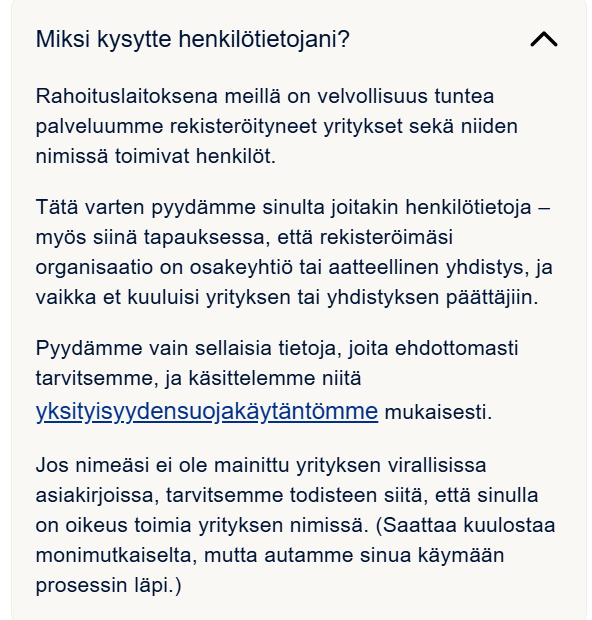 Miksi kysytte henkilötietojani?
Rahoituslaitoksena meillä on velvollisuus tuntea
palveluumme rekisteröityneet yritykset sekä niiden
nimissä toimivat henkilöt.
Tätä varten pyydämme sinulta joitakin henkilötietoja –
myös siinä tapauksessa, että rekisteröimäsi
organisaatio on osakeyhtiö tai aatteellinen yhdistys, ja
vaikka et kuuluisi yrityksen tai yhdistyksen päättäjiin.
Pyydämme vain sellaisia tietoja, joita ehdottomasti
tarvitsemme, ja käsittelemme niitä
yksityisyydensuojakäytäntömme mukaisesti.
Jos nimeäsi ei ole mainittu yrityksen virallisissa
asiakirjoissa, tarvitsemme todisteen siitä, että sinulla
on oikeus toimia yrityksen nimissä. (Saattaa kuulostaa
monimutkaiselta, mutta autamme sinua käymään
prosessin läpi.)